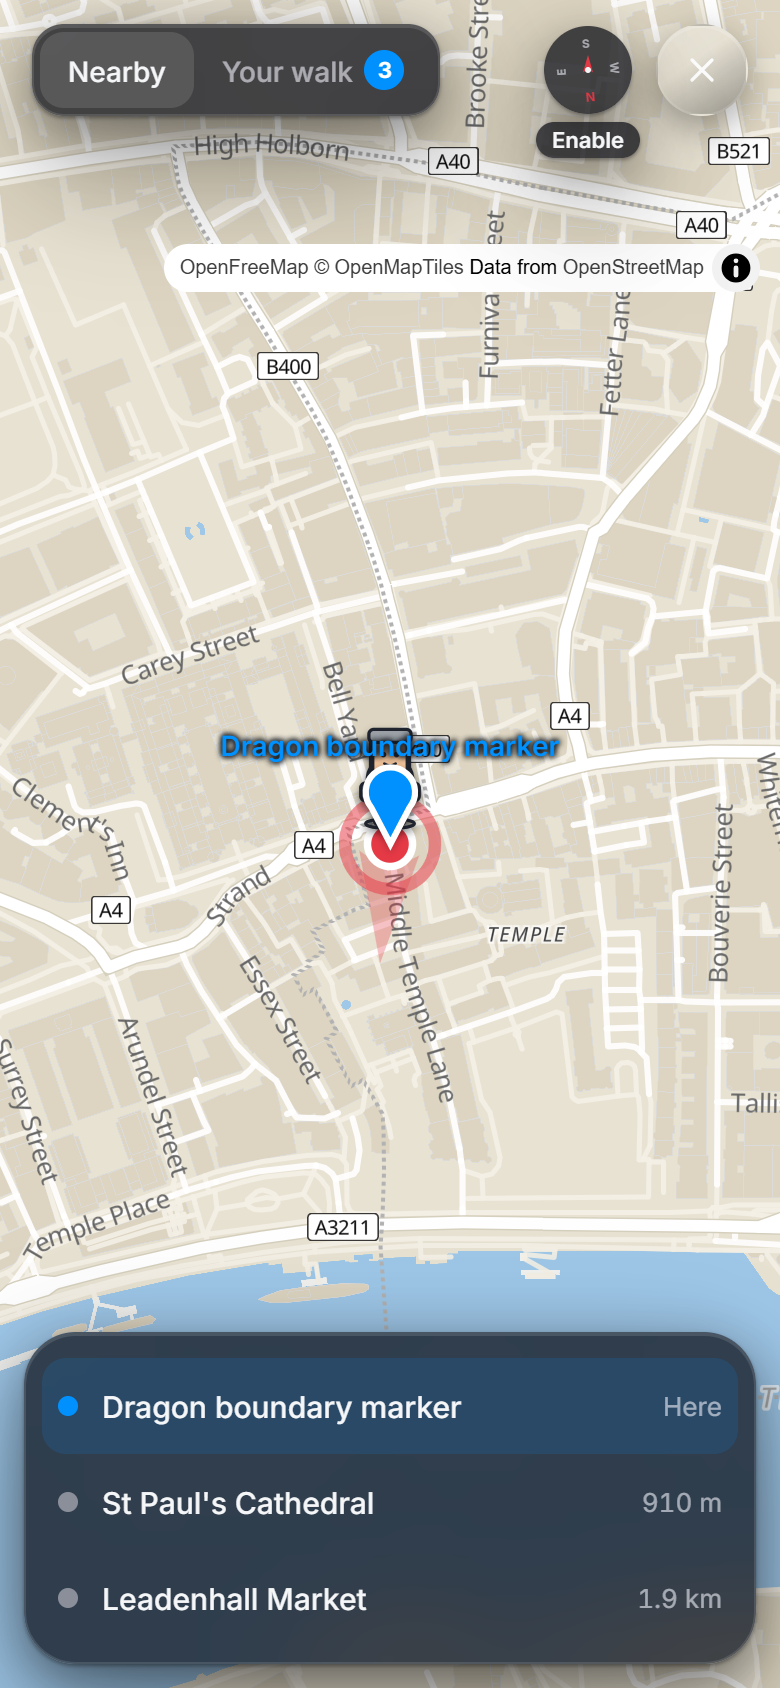 Nearby
Your walk 3
S
E
W
N
Enable
Brooke Stre
High Holborn
A40
B521
A40
OpenFreeMap © OpenMapTiles Data from OpenStreetMap
B400
Furniva
eet
Fetter Lane
Carey Street
Bell Ya
A4
Dragon boundary marker
Clement's Inn
A4
Strand
A4
Middle Temple Lane
TEMPLE
Bouverie Street
Essex Street
Arundel Street
Surrey Street
Talli
Temple Place
A3211
Dragon boundary marker
Here
St Paul's Cathedral
910 m
Leadenhall Market
1.9 km